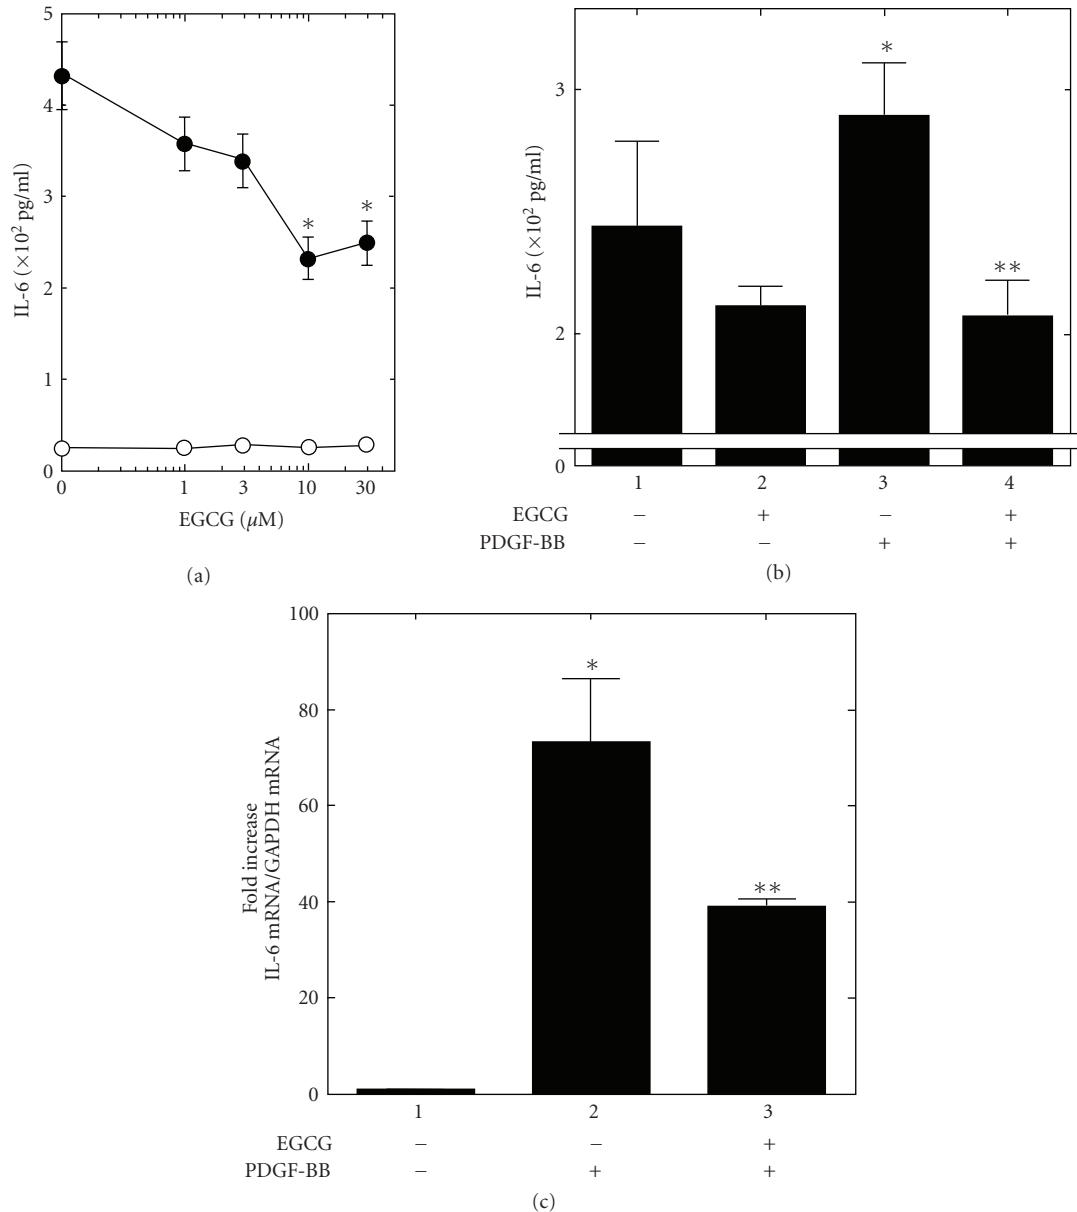 5
4
3
2
1
0
IL-6 (×10² pg/ml)
* *
0 1 3 10 30
EGCG (μM)
(a)
3
2
0
IL-6 (×10² pg/ml)
*
**
1 2 3 4
EGCG − + − +
PDGF-BB − − + +
(b)
100
80
60
40
20
0
Fold increase
IL-6 mRNA/GAPDH mRNA
*
**
1 2 3
EGCG − − +
PDGF-BB − + +
(c)